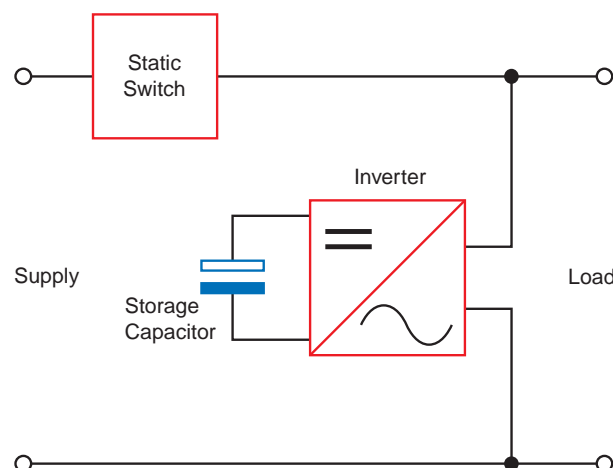 Static
Switch
Inverter
Supply
Load
Storage
Capacitor